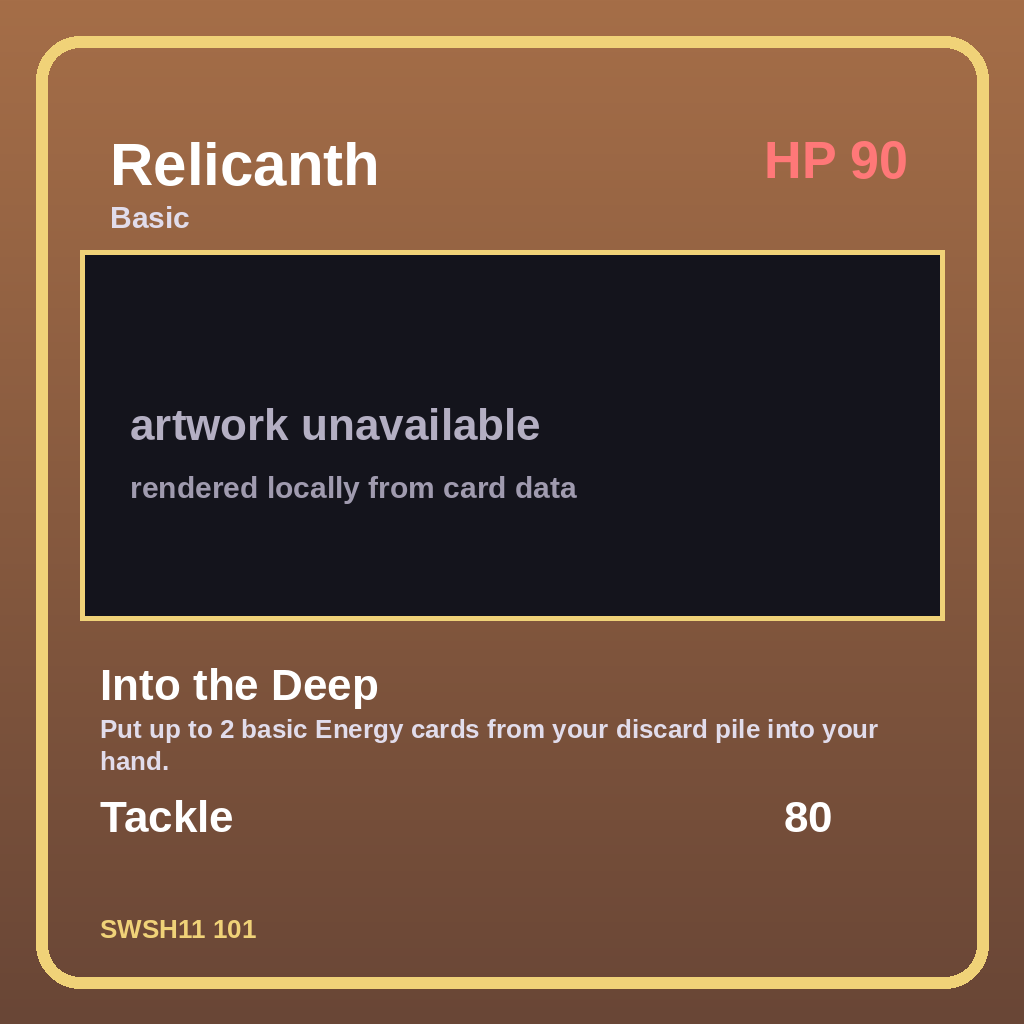 Relicanth
HP 90
Basic
artwork unavailable
rendered locally from card data
Into the Deep
Put up to 2 basic Energy cards from your discard pile into your
hand.
Tackle
80
SWSH11 101